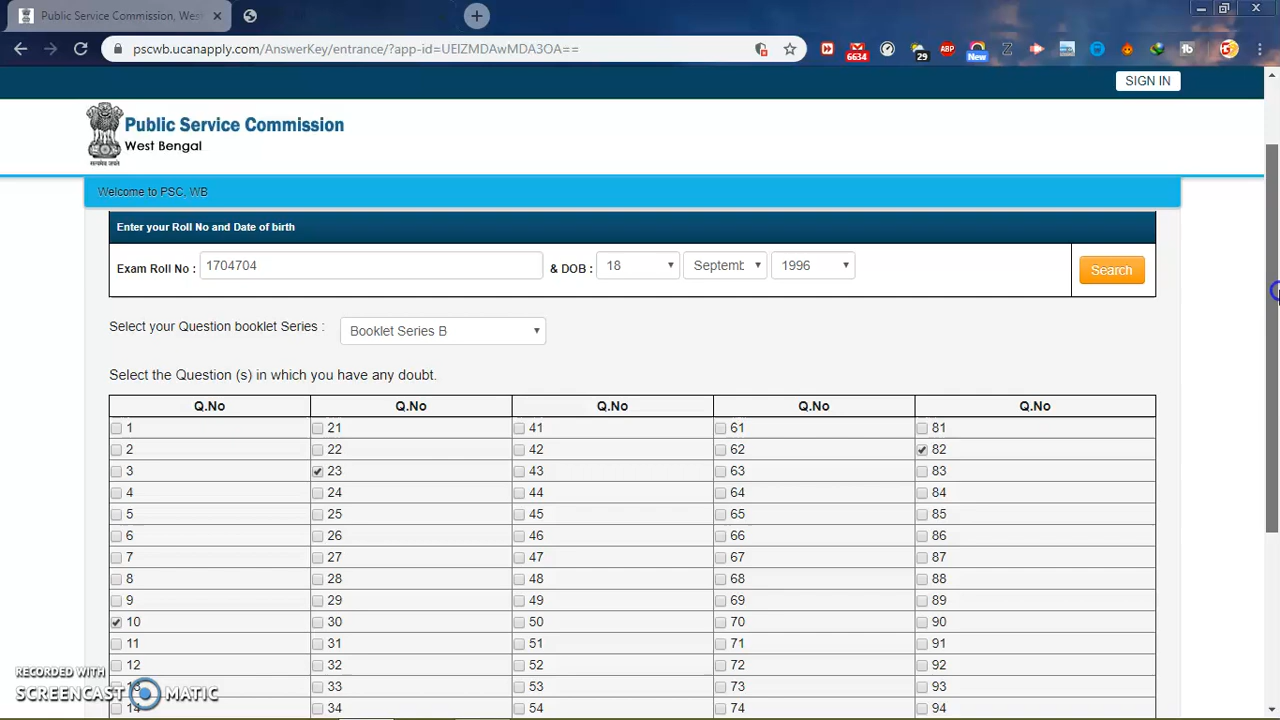 Public Service Commission, West
pscwb.ucanapply.com/AnswerKey/entrance/?app-id=UEIZMDAwMDA3OA==
6634
29
ABP
New
SIGN IN
Public Service Commission
West Bengal
सत्यमेव जयते
Welcome to PSC, WB
Enter your Roll No and Date of birth
Exam Roll No : 1704704 & DOB : 18 Septemb 1996 Search
Select your Question booklet Series : Booklet Series B
Select the Question (s) in which you have any doubt.
Q.No Q.No Q.No Q.No Q.No
1 21 41 61 81
2 22 42 62 82
3 23 43 63 83
4 24 44 64 84
5 25 45 65 85
6 26 46 66 86
7 27 47 67 87
8 28 48 68 88
9 29 49 69 89
10 30 50 70 90
11 31 51 71 91
12 32 52 72 92
13 33 53 73 93
14 34 54 74 94
RECORDED WITH
SCREENCAST MATIC